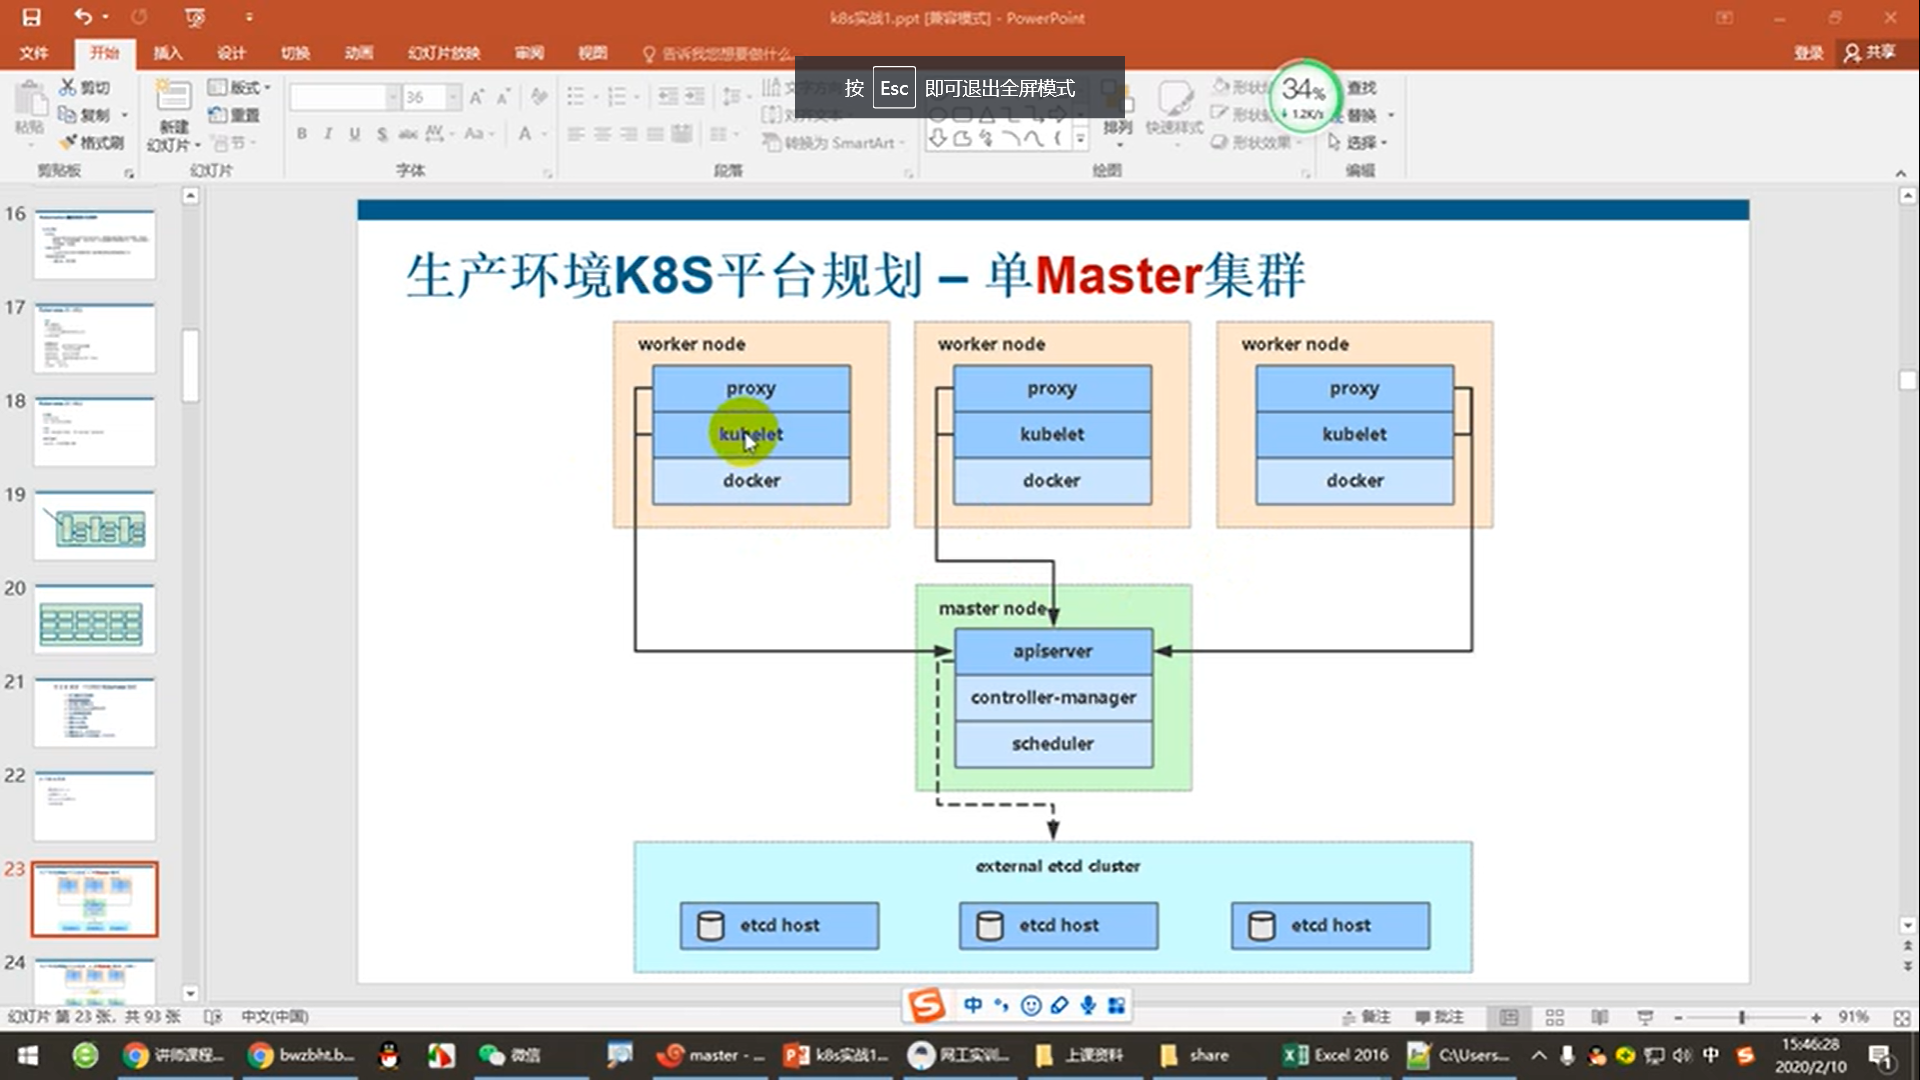 k8s实战1.ppt [兼容模式] - PowerPoint
文件 开始 插入 设计 切换 动画 幻灯片放映 审阅 视图 告诉我您想要做什么... 登录 共享
按 Esc 即可退出全屏模式
34%
1.2K/s
粘贴 剪切 复制 格式刷
新建幻灯片 版式 重置 节
36
文字方向 对齐文本 转换为 SmartArt
排列 快速样式 形状效果
查找 替换 选择
剪贴板 幻灯片 字体 段落 绘图 编辑
16
17
18
19
20
21
22
23
24
生产环境K8S平台规划 – 单Master集群
worker node worker node worker node
proxy proxy proxy
kubelet kubelet kubelet
docker docker docker
master node
apiserver
controller-manager
scheduler
external etcd cluster
etcd host etcd host etcd host
中
幻灯片 第 23 张，共 93 张 中文(中国) 备注 批注 91%
讲师课程... bwzbht.b... 微信 master - ... k8s实战1... 网工实训... 上课资料 share Excel 2016 C:\Users... 中 15:46:28
2020/2/10
1